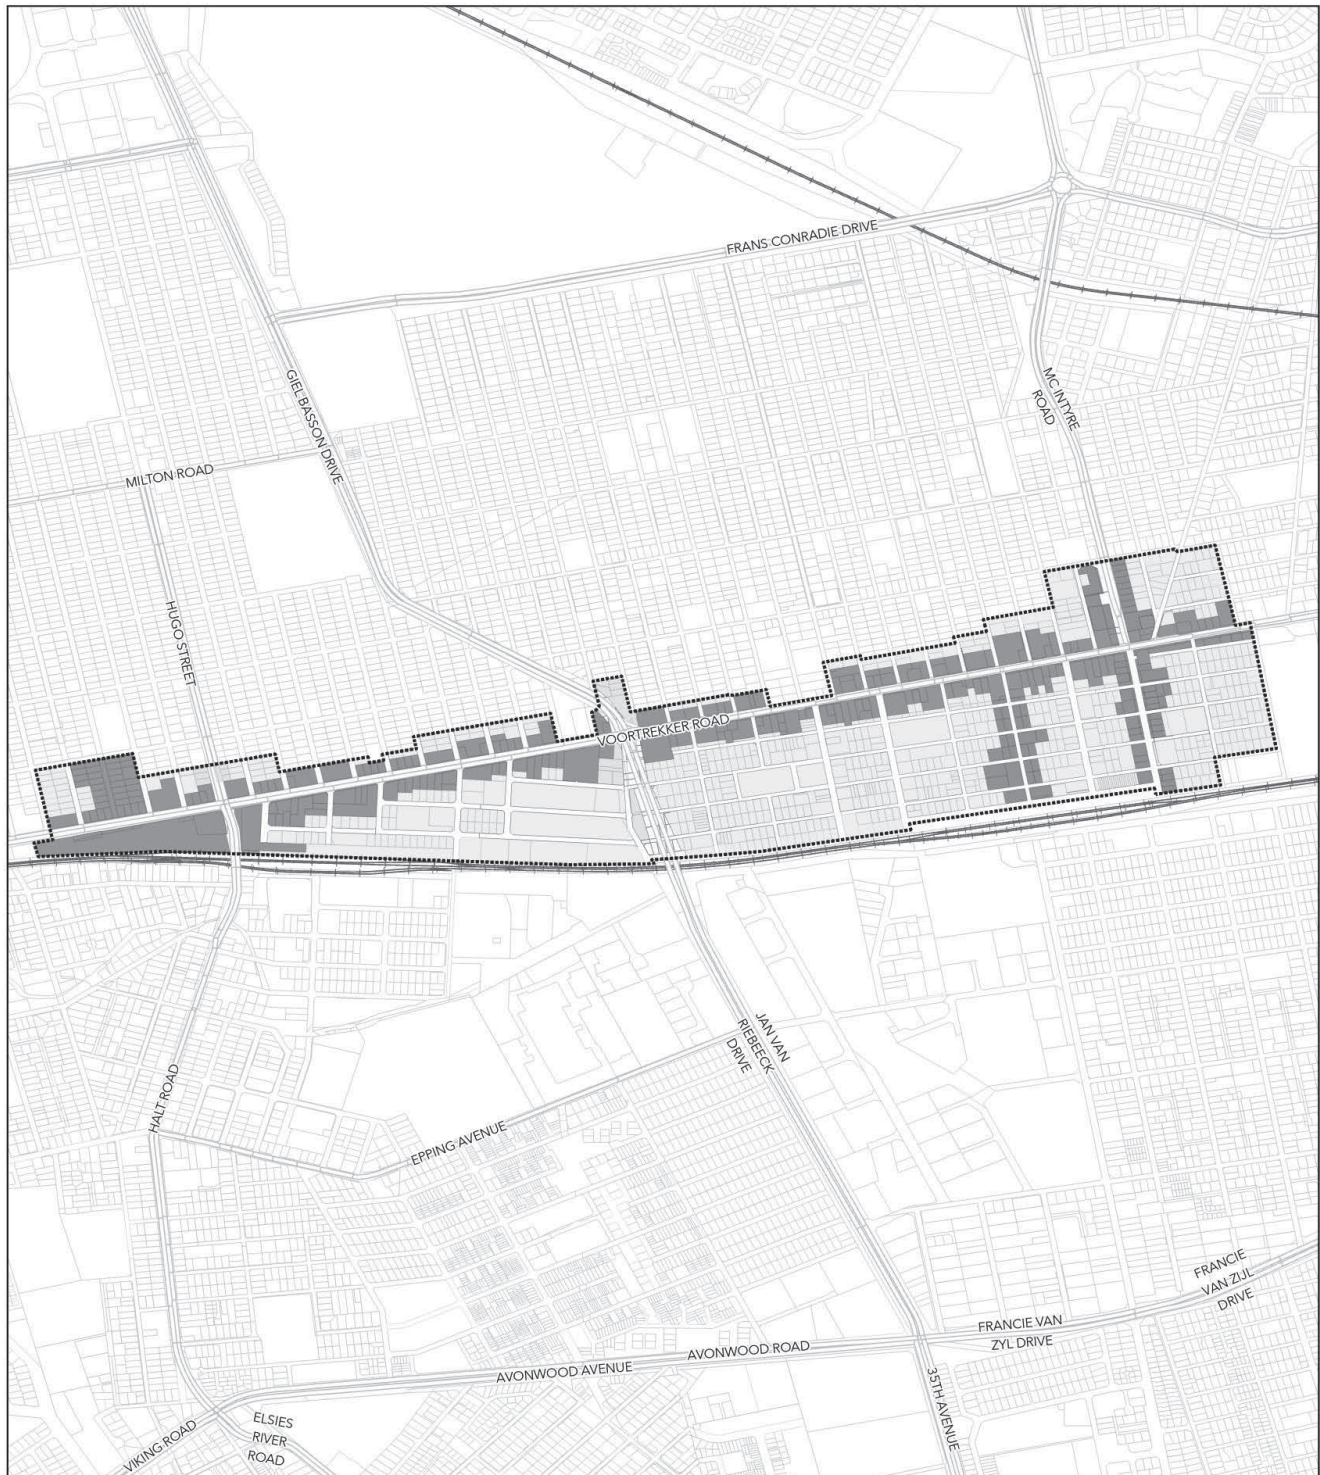 FRANS CONRADIE DRIVE
GIEL BASSON DRIVE
MC INTYRE
ROAD
MILTON ROAD
HUGO STREET
VOORTREKKER ROAD
JAN VAN
RIEBEECK
DRIVE
HALT ROAD
EPPING AVENUE
FRANCIE
VAN ZIJL
DRIVE
FRANCIE VAN
ZYL DRIVE
AVONWOOD ROAD
AVONWOOD AVENUE
35TH AVENUE
ELSIES
RIVER
ROAD
VIKING ROAD